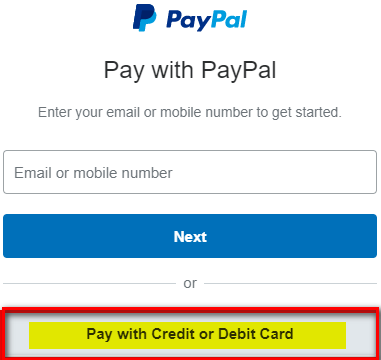 PayPal
Pay with PayPal
Enter your email or mobile number to get started.
Email or mobile number
Next
or
Pay with Credit or Debit Card